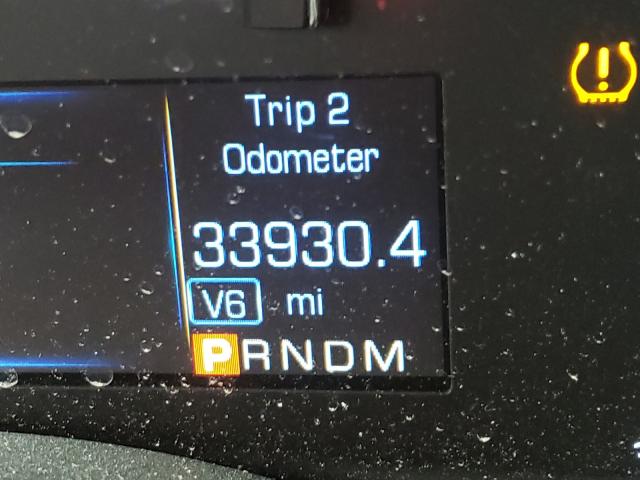 Trip 2
Odometer
33930.4
V6 mi
PRNDM